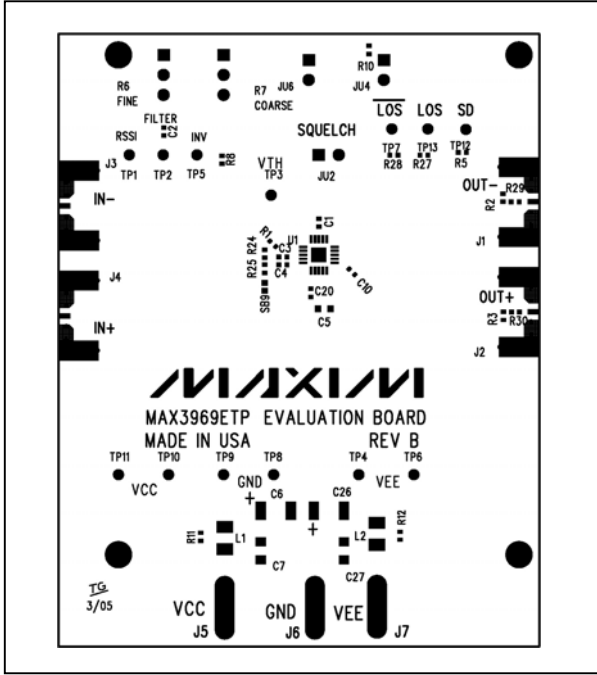 R10
R6
FINE
R7
COARSE
JU6
JU4
FILTER
C2
LOS LOS SD
SQUELCH
RSSI INV
TP7 TP13 TP12
R28 R27 R5
J3
TP1 TP2 TP5
R8
VTH
TP3
JU2
IN-
OUT-
R2 R29
J1
R1 U1 C1
R24
R25
C3
C4
SB9
C10
J4
C20
C5
OUT+
IN+
R3 R30
J2
MAXIM
MAX3969ETP EVALUATION BOARD
MADE IN USA REV B
TP11 TP10 TP9 TP8 TP4 TP6
VCC GND VEE
+
C6 C26
+
R11 L1 L2 R12
C7
C27
TG
3/05
VCC GND VEE
J5 J6 J7